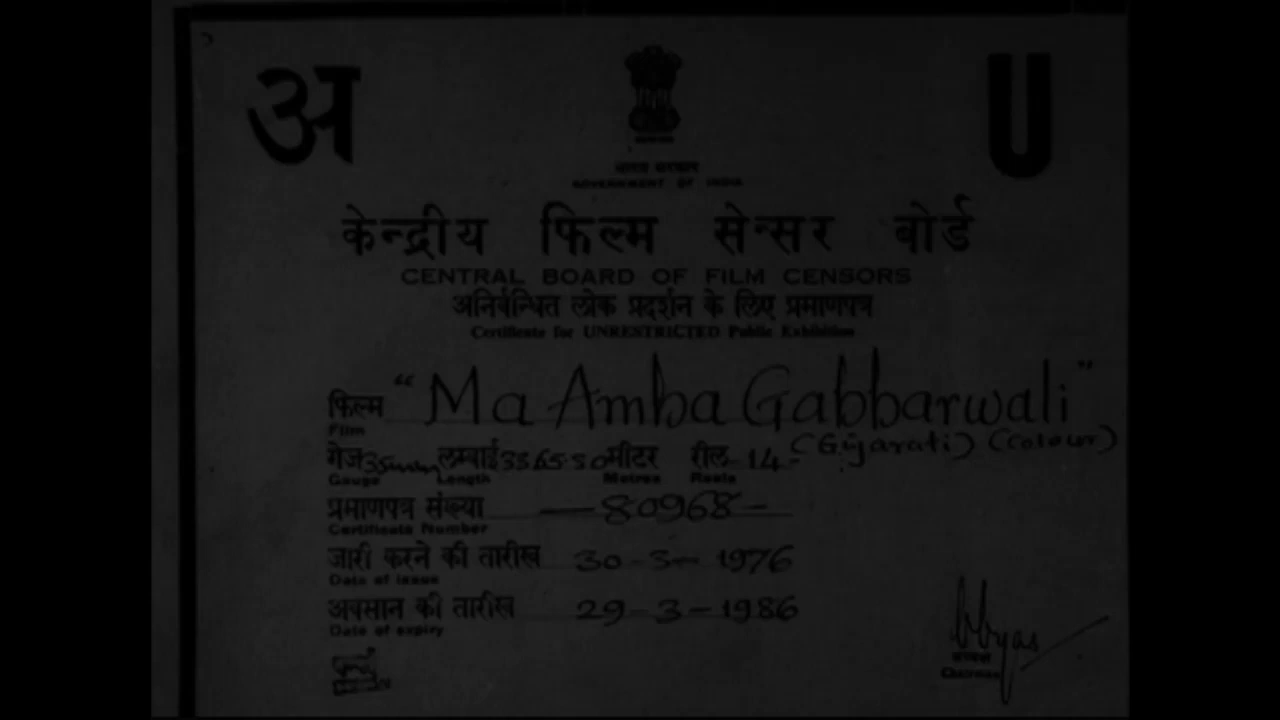 अ U
भारत सरकार
GOVERNMENT OF INDIA
केन्द्रीय फिल्म सेन्सर बोर्ड
CENTRAL BOARD OF FILM CENSORS
अनिर्बन्धित लोक प्रदर्शन के लिए प्रमाणपत्र
Certificate for UNRESTRICTED Public Exhibition
फिल्म "Ma Amba Gabbarwali"
Film
(Gujarati) (Colour)
गेज 35mm लम्बाई 3565.50 मीटर रील -14-
Gauge Length Metres Reels
प्रमाणपत्र संख्या — 80968 —
Certificate Number
जारी करने की तारीख 30-3-1976
Date of issue
अवसान की तारीख 29-3-1986
Date of expiry
Chairman